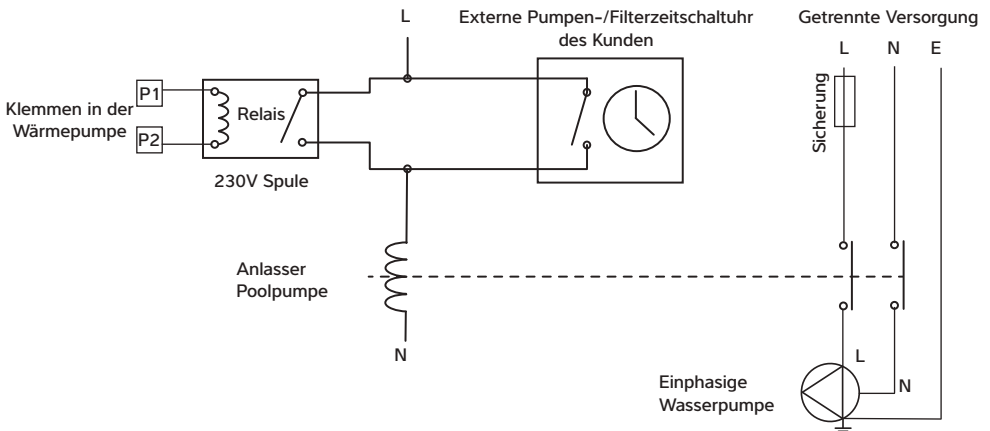 L
Externe Pumpen-/Filterzeitschaltuhr
des Kunden
Getrennte Versorgung
L N E
Klemmen in der
Wärmepumpe
P1
P2
Relais
230V Spule
Sicherung
Anlasser
Poolpumpe
N
Einphasige
Wasserpumpe
L
N